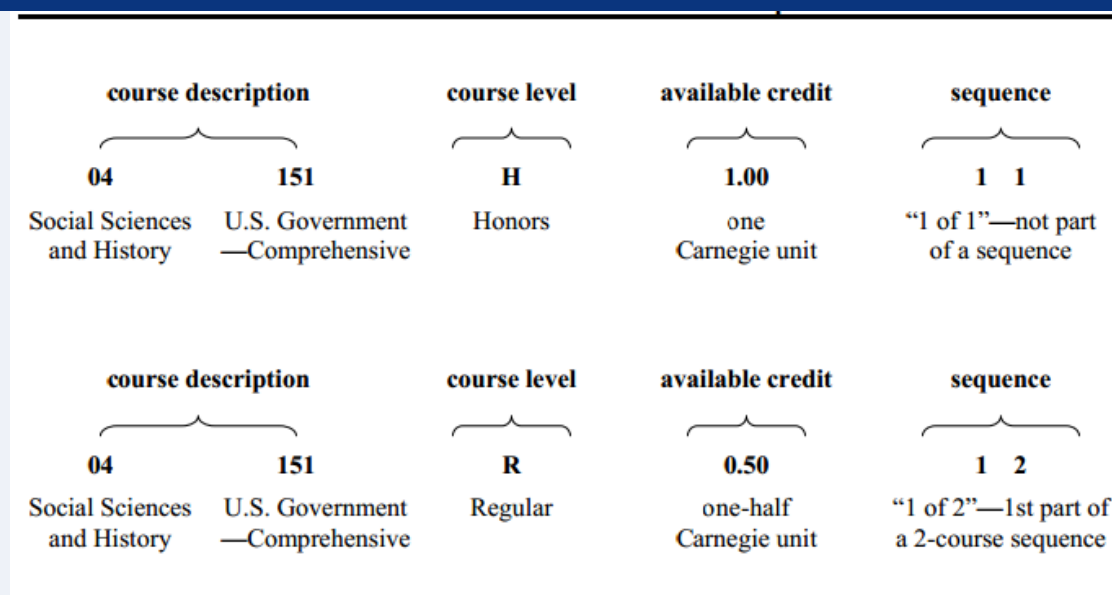 course description course level available credit sequence
04 151 H 1.00 1 1
Social Sciences U.S. Government Honors one “1 of 1”—not part
and History —Comprehensive Carnegie unit of a sequence
course description course level available credit sequence
04 151 R 0.50 1 2
Social Sciences U.S. Government Regular one-half “1 of 2”—1st part of
and History —Comprehensive Carnegie unit a 2-course sequence